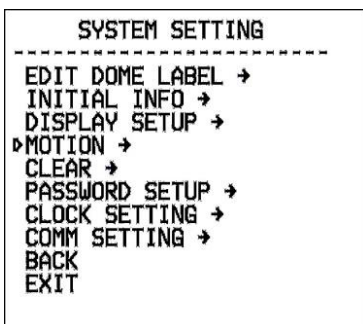 SYSTEM SETTING
EDIT DOME LABEL →
INITIAL INFO →
DISPLAY SETUP →
MOTION →
CLEAR →
PASSWORD SETUP →
CLOCK SETTING →
COMM SETTING →
BACK
EXIT